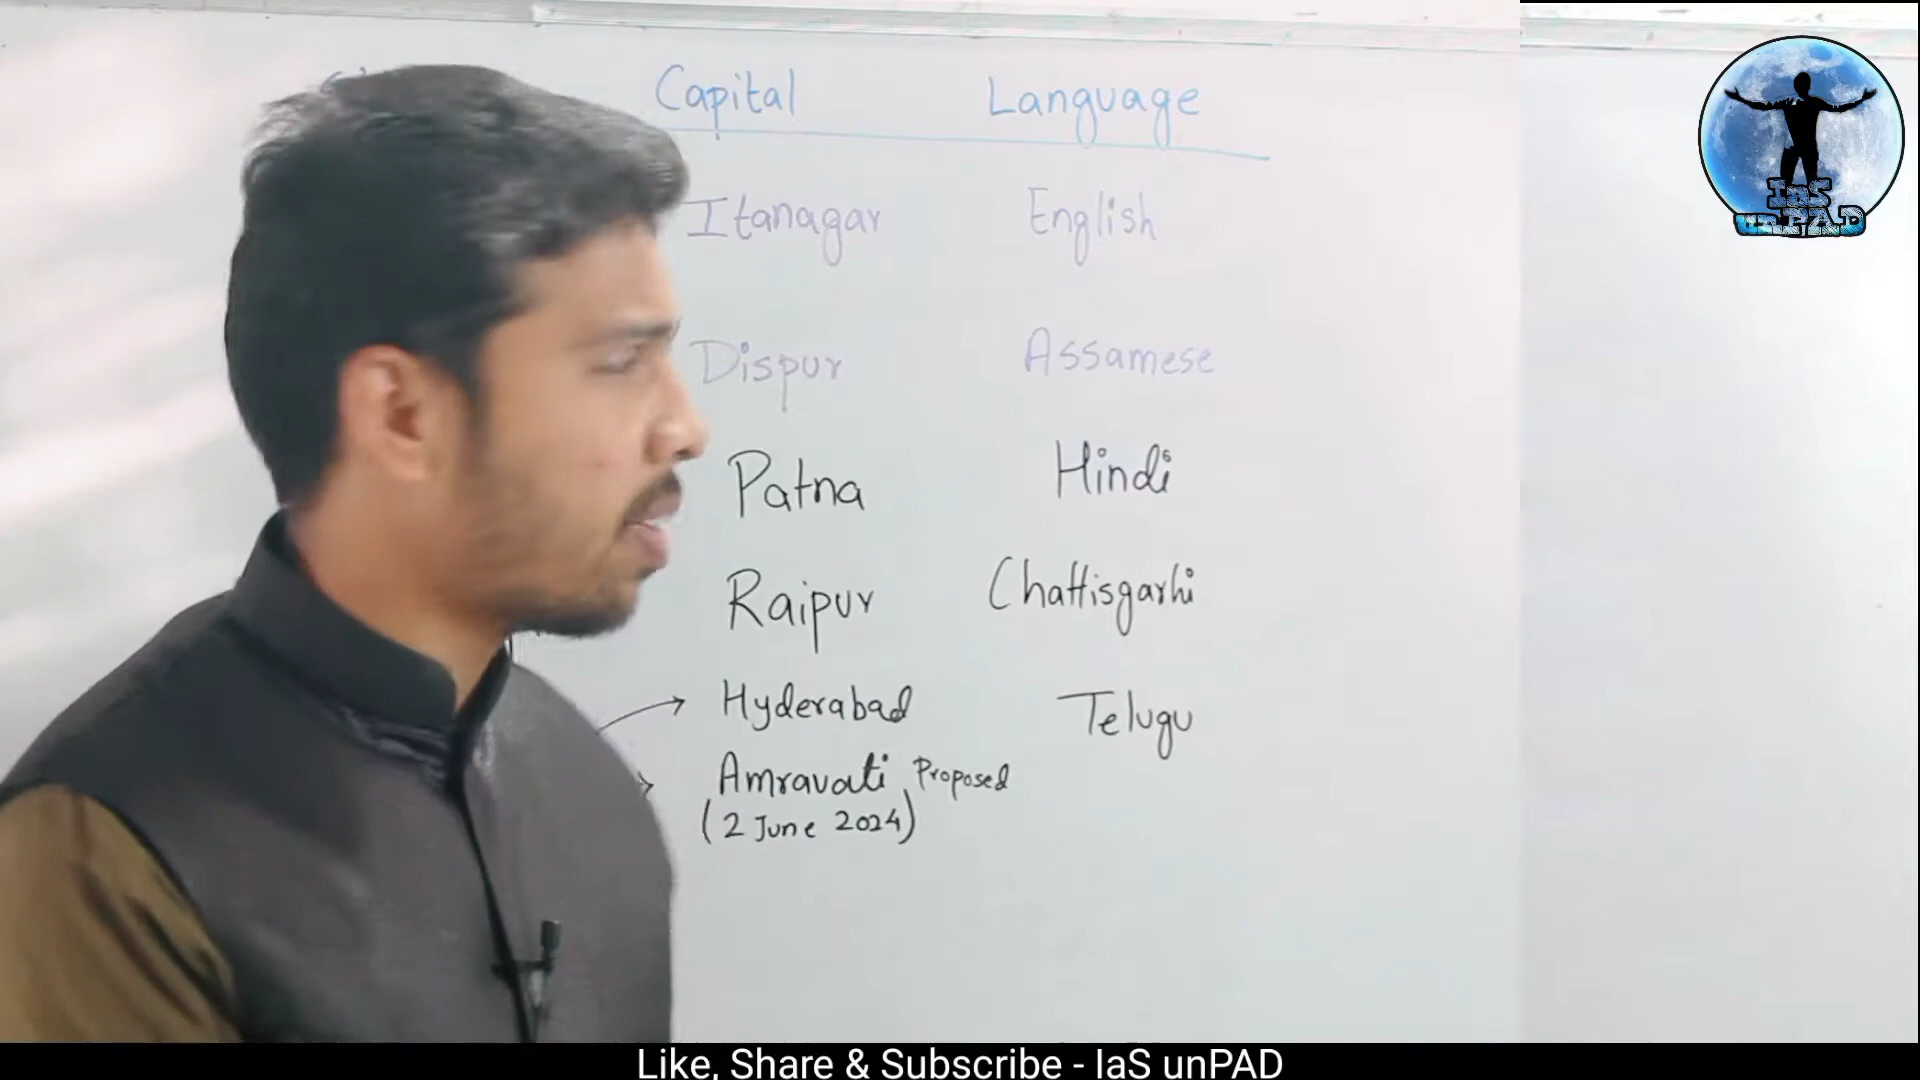 Capital Language
Itanagar English
Dispur Assamese
Patna Hindi
Raipur Chattisgarhi
Hyderabad Telugu
Amravati, Proposed
(2 June 2024)
IaS
unPAD
Like, Share & Subscribe - IaS unPAD